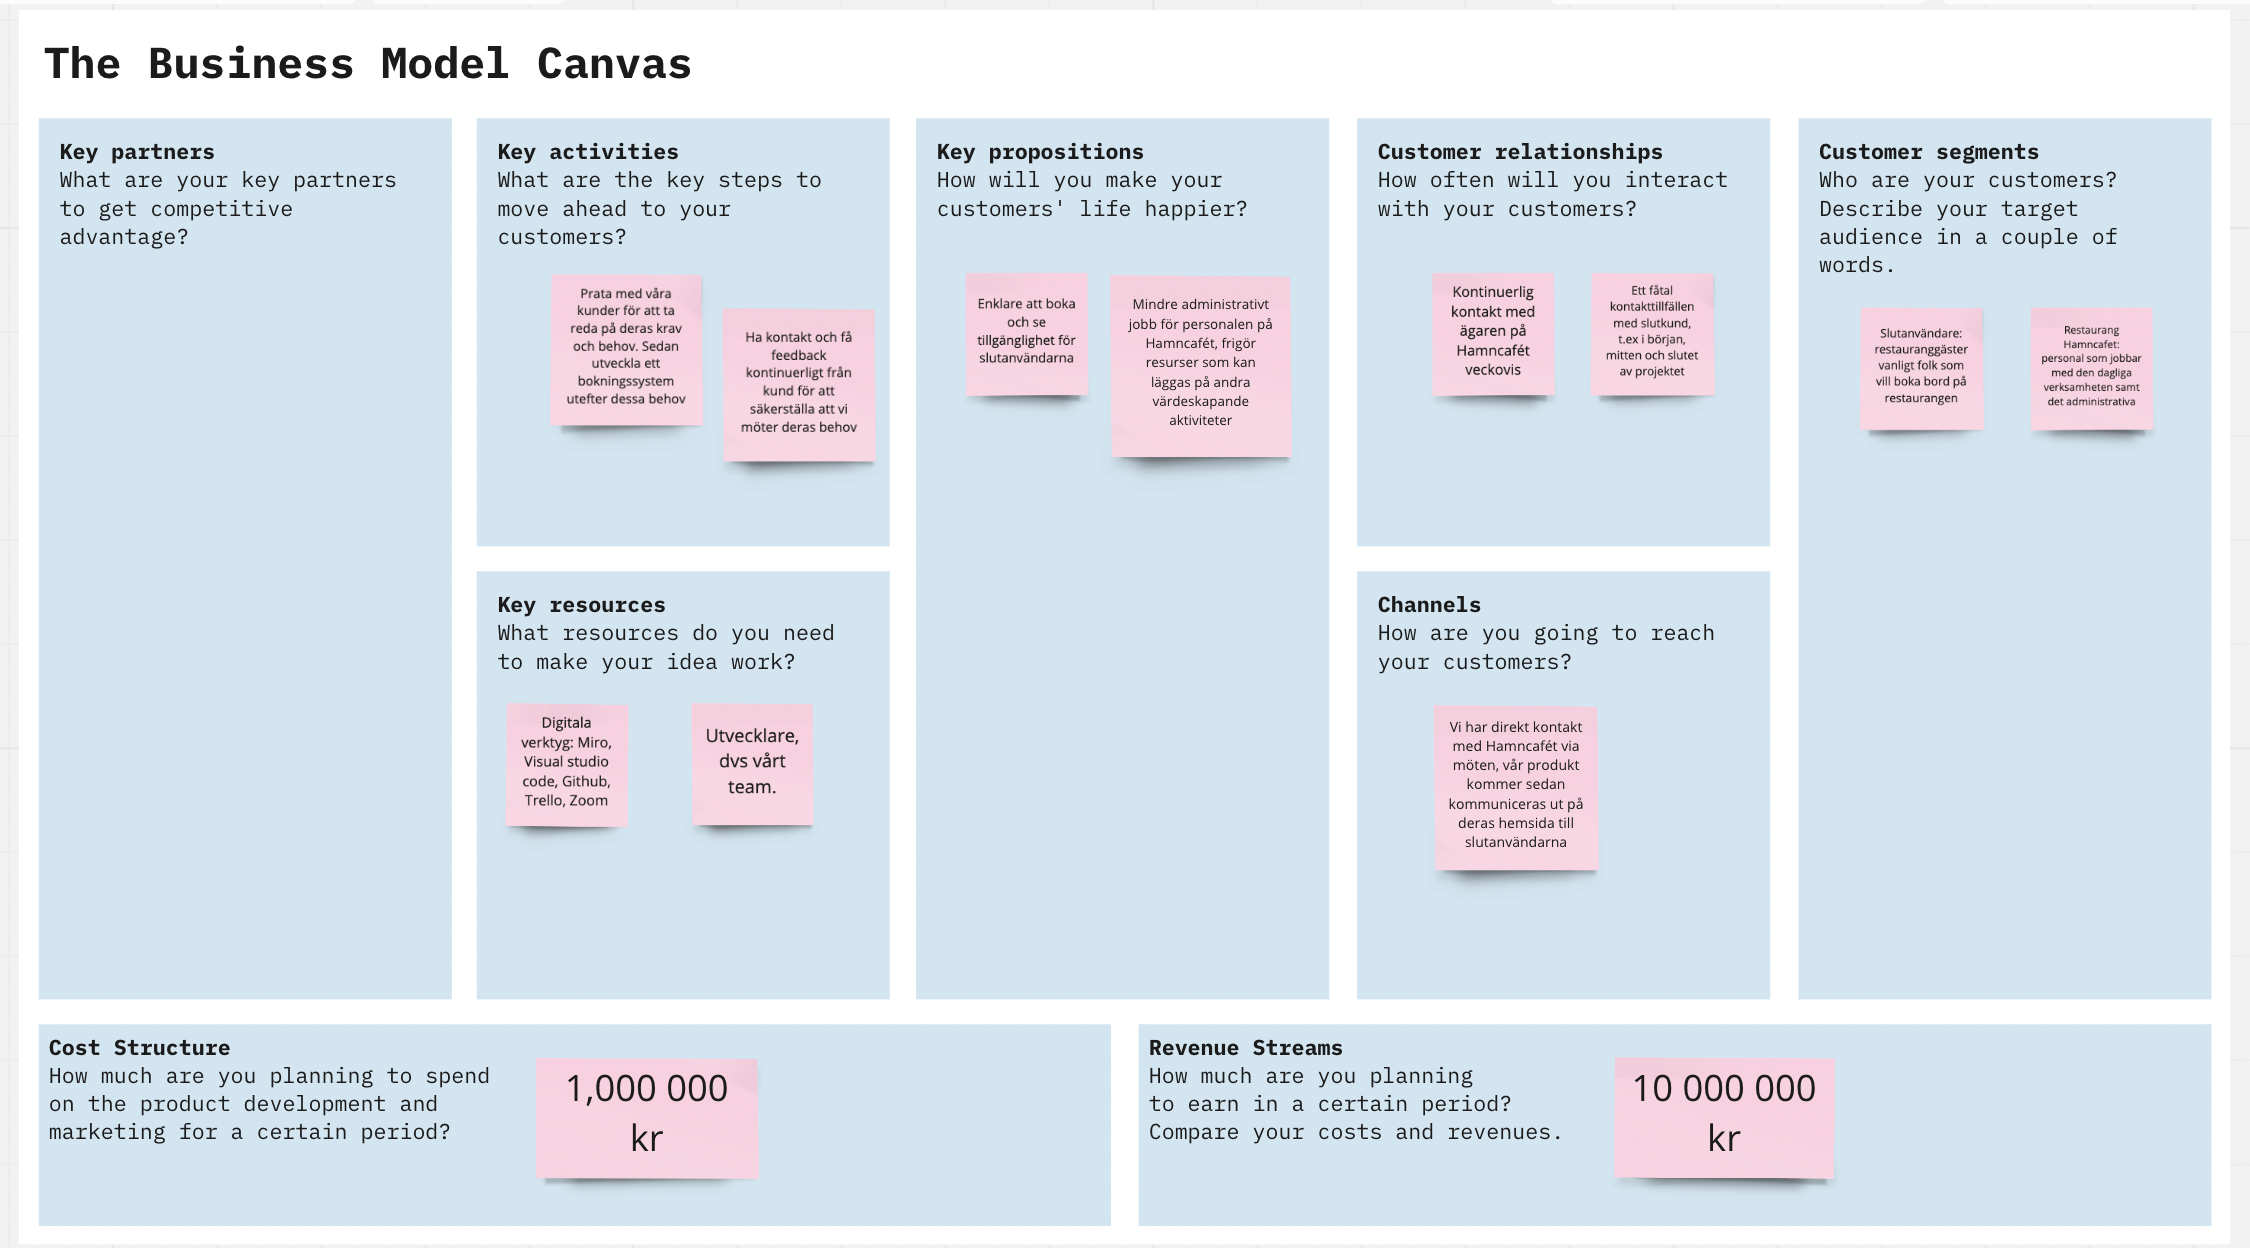 The Business Model Canvas
Key partners
What are your key partners
to get competitive
advantage?
Key activities
What are the key steps to
move ahead to your
customers?
Prata med våra
kunder för att ta
reda på deras krav
och behov. Sedan
utveckla ett
bokningssystem
utefter dessa behov
Ha kontakt och få
feedback
kontinuerligt från
kund för att
säkerställa att vi
möter deras behov
Key resources
What resources do you need
to make your idea work?
Digitala
verktyg: Miro,
Visual studio
code, Github,
Trello, Zoom
Utvecklare,
dvs vårt
team.
Key propositions
How will you make your
customers' life happier?
Enklare att boka
och se
tillgänglighet för
slutanvändarna
Mindre administrativt
jobb för personalen på
Hamncafét, frigör
resurser som kan
läggas på andra
värdeskapande
aktiviteter
Customer relationships
How often will you interact
with your customers?
Kontinuerlig
kontakt med
ägaren på
Hamncafét
veckovis
Ett fåtal
kontakttillfällen
med slutkund,
t.ex i början,
mitten och slutet
av projektet
Channels
How are you going to reach
your customers?
Vi har direkt kontakt
med Hamncafét via
möten, vår produkt
kommer sedan
kommuniceras ut på
deras hemsida till
slutanvändarna
Customer segments
Who are your customers?
Describe your target
audience in a couple of
words.
Slutanvändare:
restauranggäster
vanligt folk som
vill boka bord på
restaurangen
Restaurang
Hamncafet:
personal som jobbar
med den dagliga
verksamheten samt
det administrativa
Cost Structure
How much are you planning to spend
on the product development and
marketing for a certain period?
1,000 000
kr
Revenue Streams
How much are you planning
to earn in a certain period?
Compare your costs and revenues.
10 000 000
kr